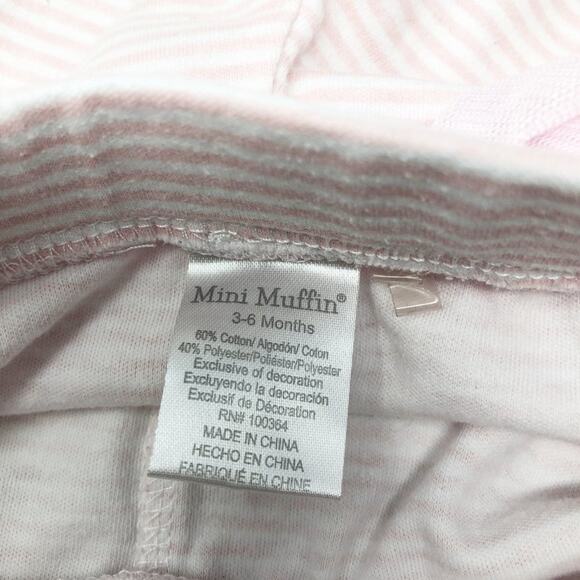 Mini Muffin®
3-6 Months
60% Cotton/ Algodón/ Coton
40% Polyester/Poliéster/Polyester
Exclusive of decoration
Excluyendo la decoración
Exclusif de Décoration
RN# 100364
MADE IN CHINA
HECHO EN CHINA
FABRIQUÉ EN CHINE